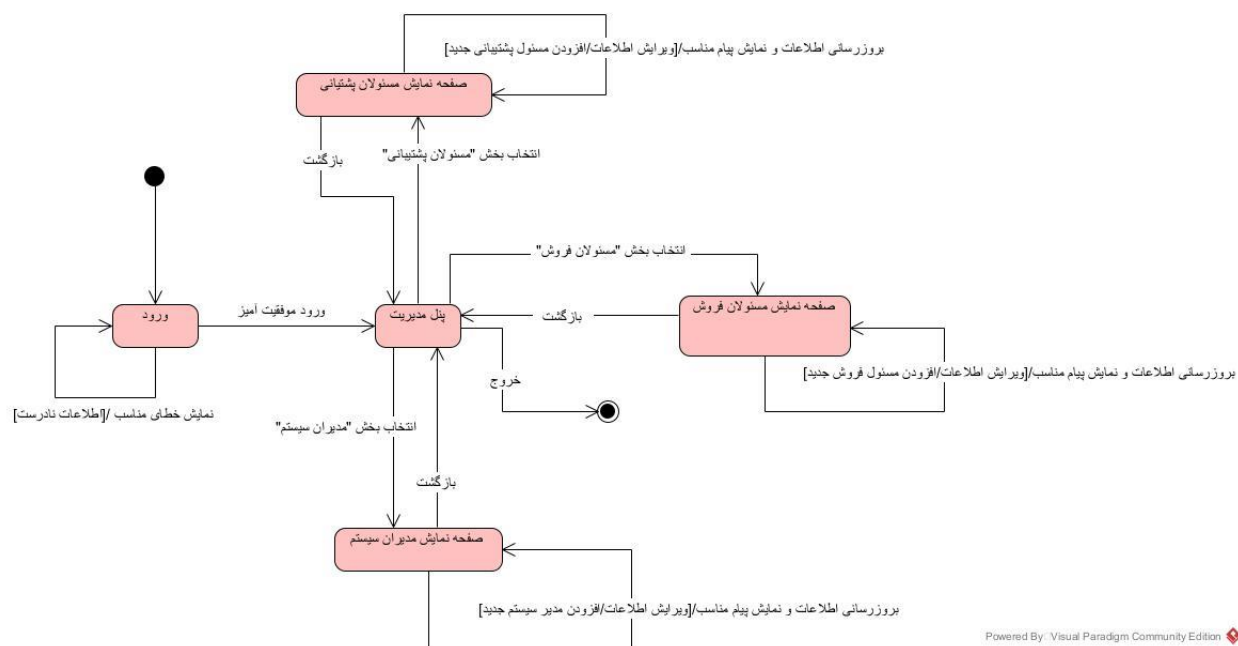 بروزرسانی اطلاعات و نمایش پیام مناسب/[ویرایش اطلاعات/افزودن مسئول پشتیبانی جدید]
صفحه نمایش مسئولان پشتیبانی
بازگشت
انتخاب بخش "مسئولان پشتیبانی"
انتخاب بخش "مسئولان فروش"
ورود
ورود موفقیت آمیز
پنل مدیریت
بازگشت
صفحه نمایش مسئولان فروش
بروزرسانی اطلاعات و نمایش پیام مناسب/[ویرایش اطلاعات/افزودن مسئول فروش جدید]
خروج
نمایش خطای مناسب /[اطلاعات نادرست]
انتخاب بخش "مدیران سیستم"
بازگشت
صفحه نمایش مدیران سیستم
بروزرسانی اطلاعات و نمایش پیام مناسب/[ویرایش اطلاعات/افزودن مدیر سیستم جدید]
Powered By Visual Paradigm Community Edition